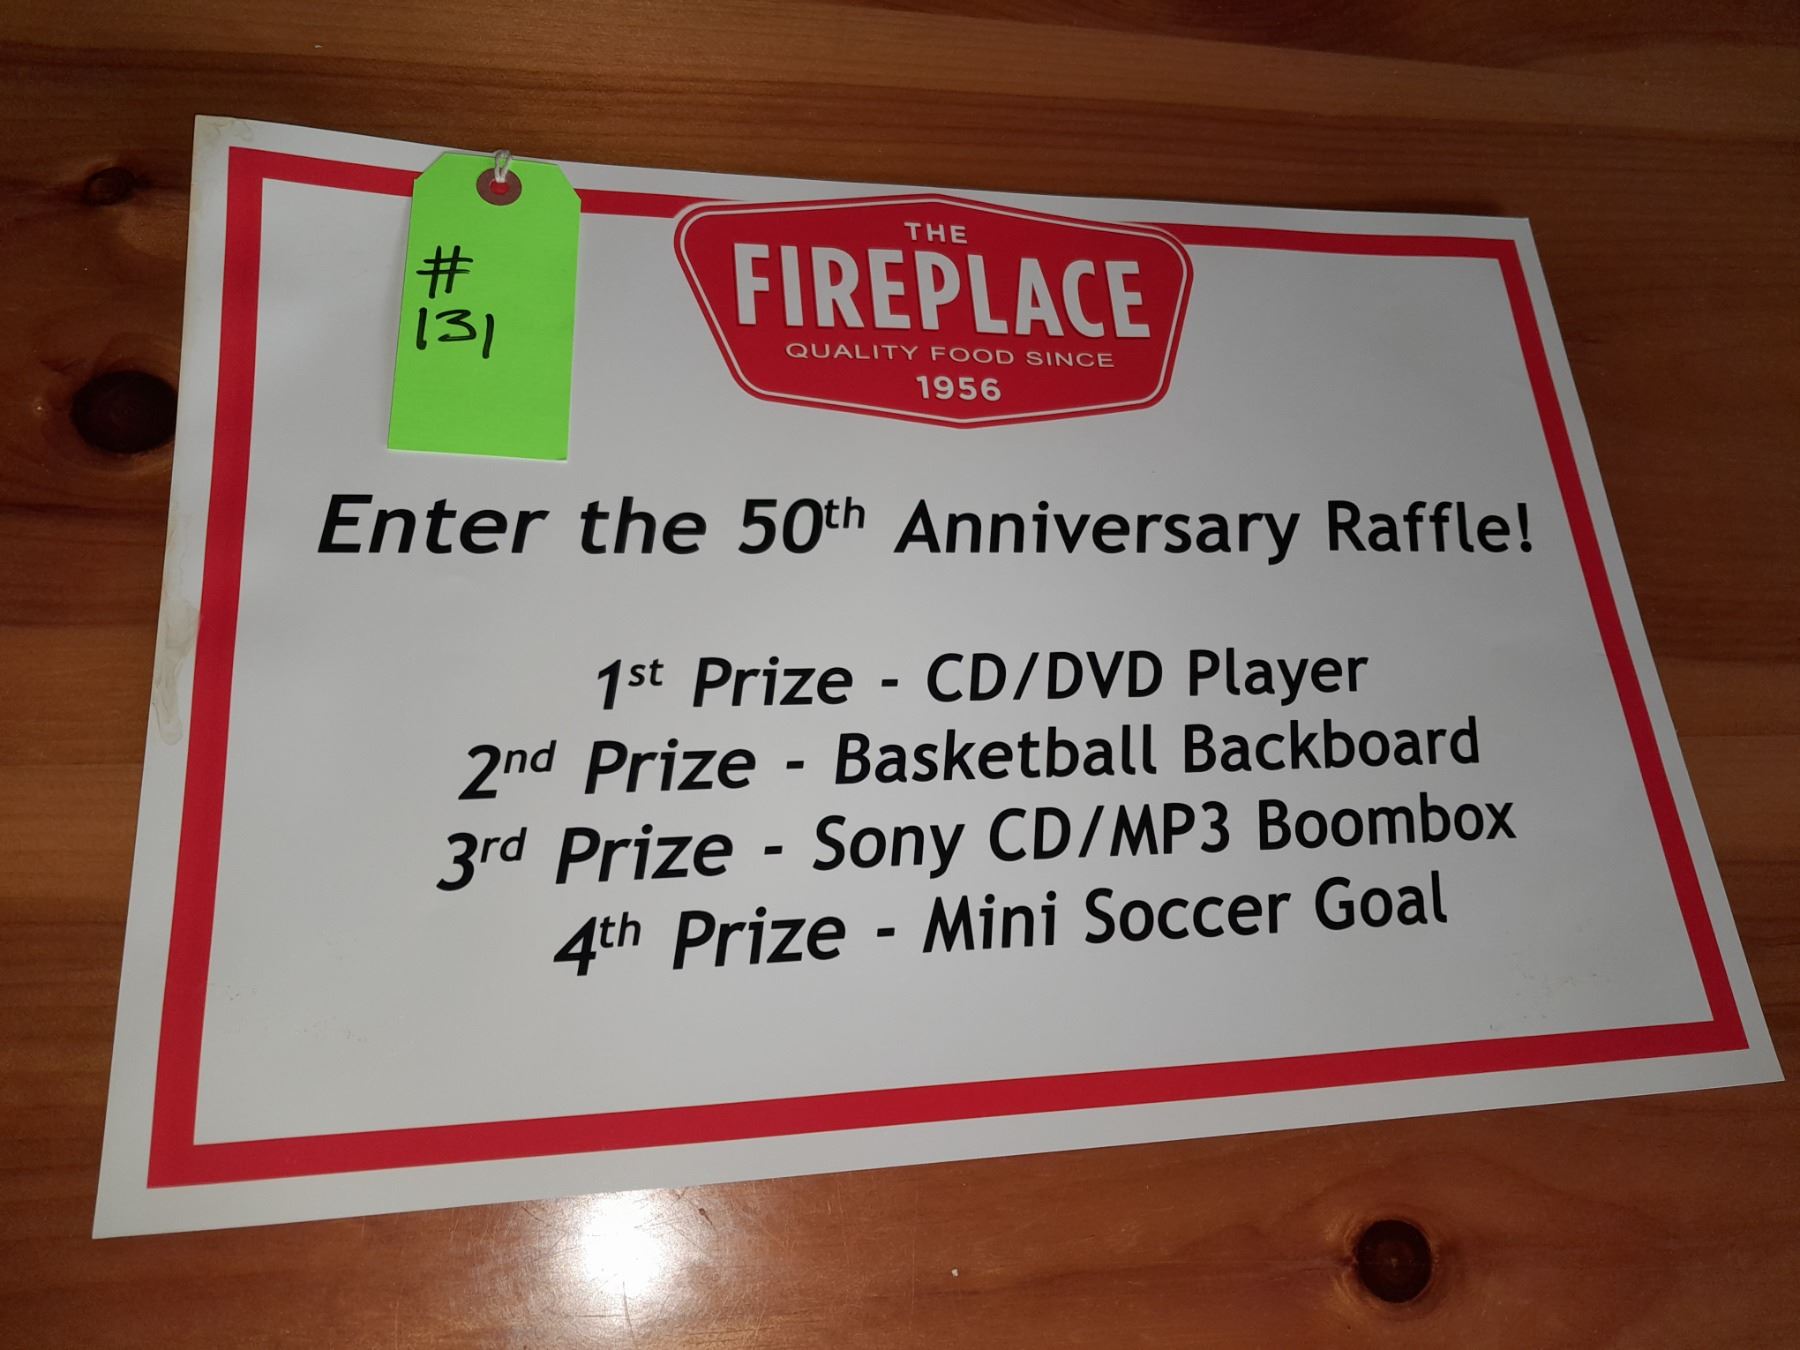 #
131
THE
FIREPLACE
QUALITY FOOD SINCE
1956
Enter the 50th Anniversary Raffle!
1st Prize - CD/DVD Player
2nd Prize - Basketball Backboard
3rd Prize - Sony CD/MP3 Boombox
4th Prize - Mini Soccer Goal